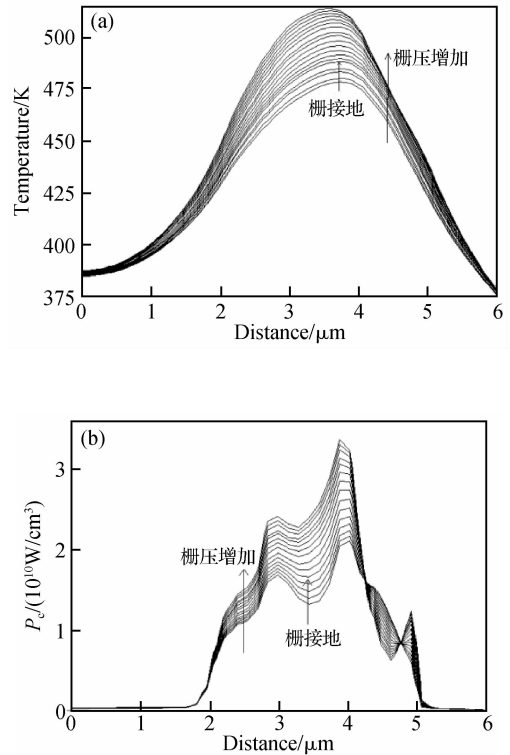 (a)
500
475
450
425
400
375
Temperature/K
栅压增加
栅接地
0 1 2 3 4 5 6
Distance/μm
(b)
3
2
1
0
Pc/(10¹⁰W/cm³)
栅压增加
栅接地
0 1 2 3 4 5 6
Distance/μm